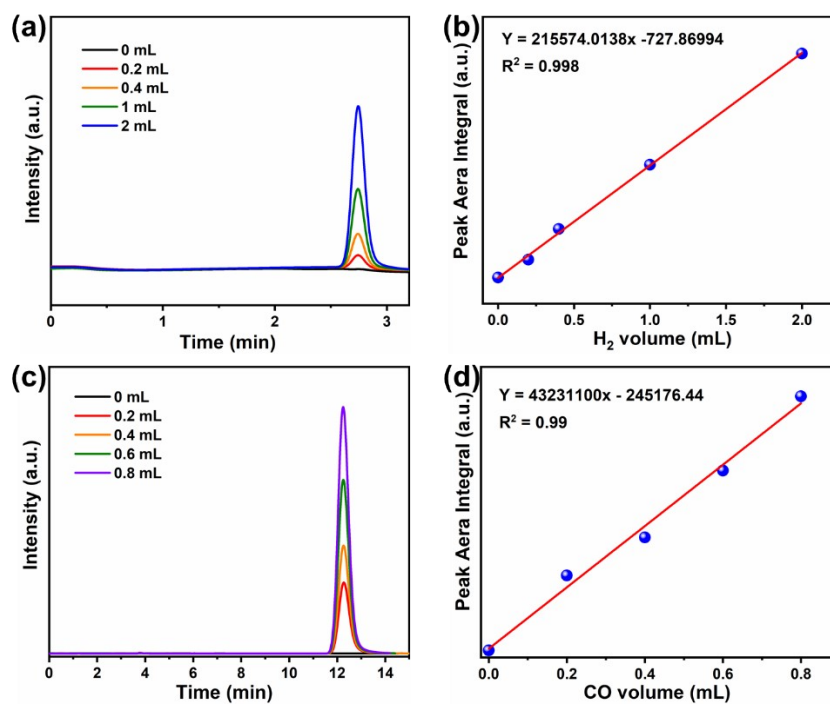 (a)
0 mL
0.2 mL
0.4 mL
1 mL
2 mL
Intensity (a.u.)
0 1 2 3
Time (min)
(b)
Y = 215574.0138x -727.86994
R² = 0.998
Peak Aera Integral (a.u.)
0.0 0.5 1.0 1.5 2.0
H₂ volume (mL)
(c)
0 mL
0.2 mL
0.4 mL
0.6 mL
0.8 mL
Intensity (a.u.)
0 2 4 6 8 10 12 14
Time (min)
(d)
Y = 43231100x - 245176.44
R² = 0.99
Peak Aera Integral (a.u.)
0.0 0.2 0.4 0.6 0.8
CO volume (mL)